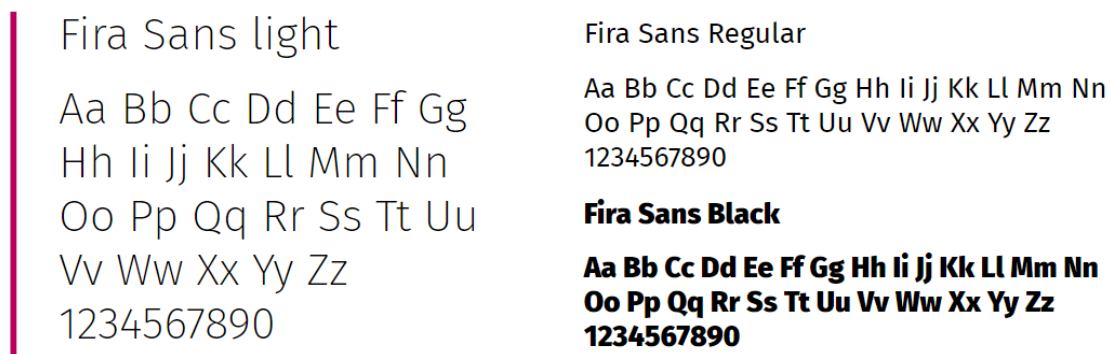 Fira Sans light
Aa Bb Cc Dd Ee Ff Gg
Hh Ii Jj Kk Ll Mm Nn
Oo Pp Qq Rr Ss Tt Uu
Vv Ww Xx Yy Zz
1234567890
Fira Sans Regular
Aa Bb Cc Dd Ee Ff Gg Hh Ii Jj Kk Ll Mm Nn
Oo Pp Qq Rr Ss Tt Uu Vv Ww Xx Yy Zz
1234567890
Fira Sans Black
Aa Bb Cc Dd Ee Ff Gg Hh Ii Jj Kk Ll Mm Nn
Oo Pp Qq Rr Ss Tt Uu Vv Ww Xx Yy Zz
1234567890